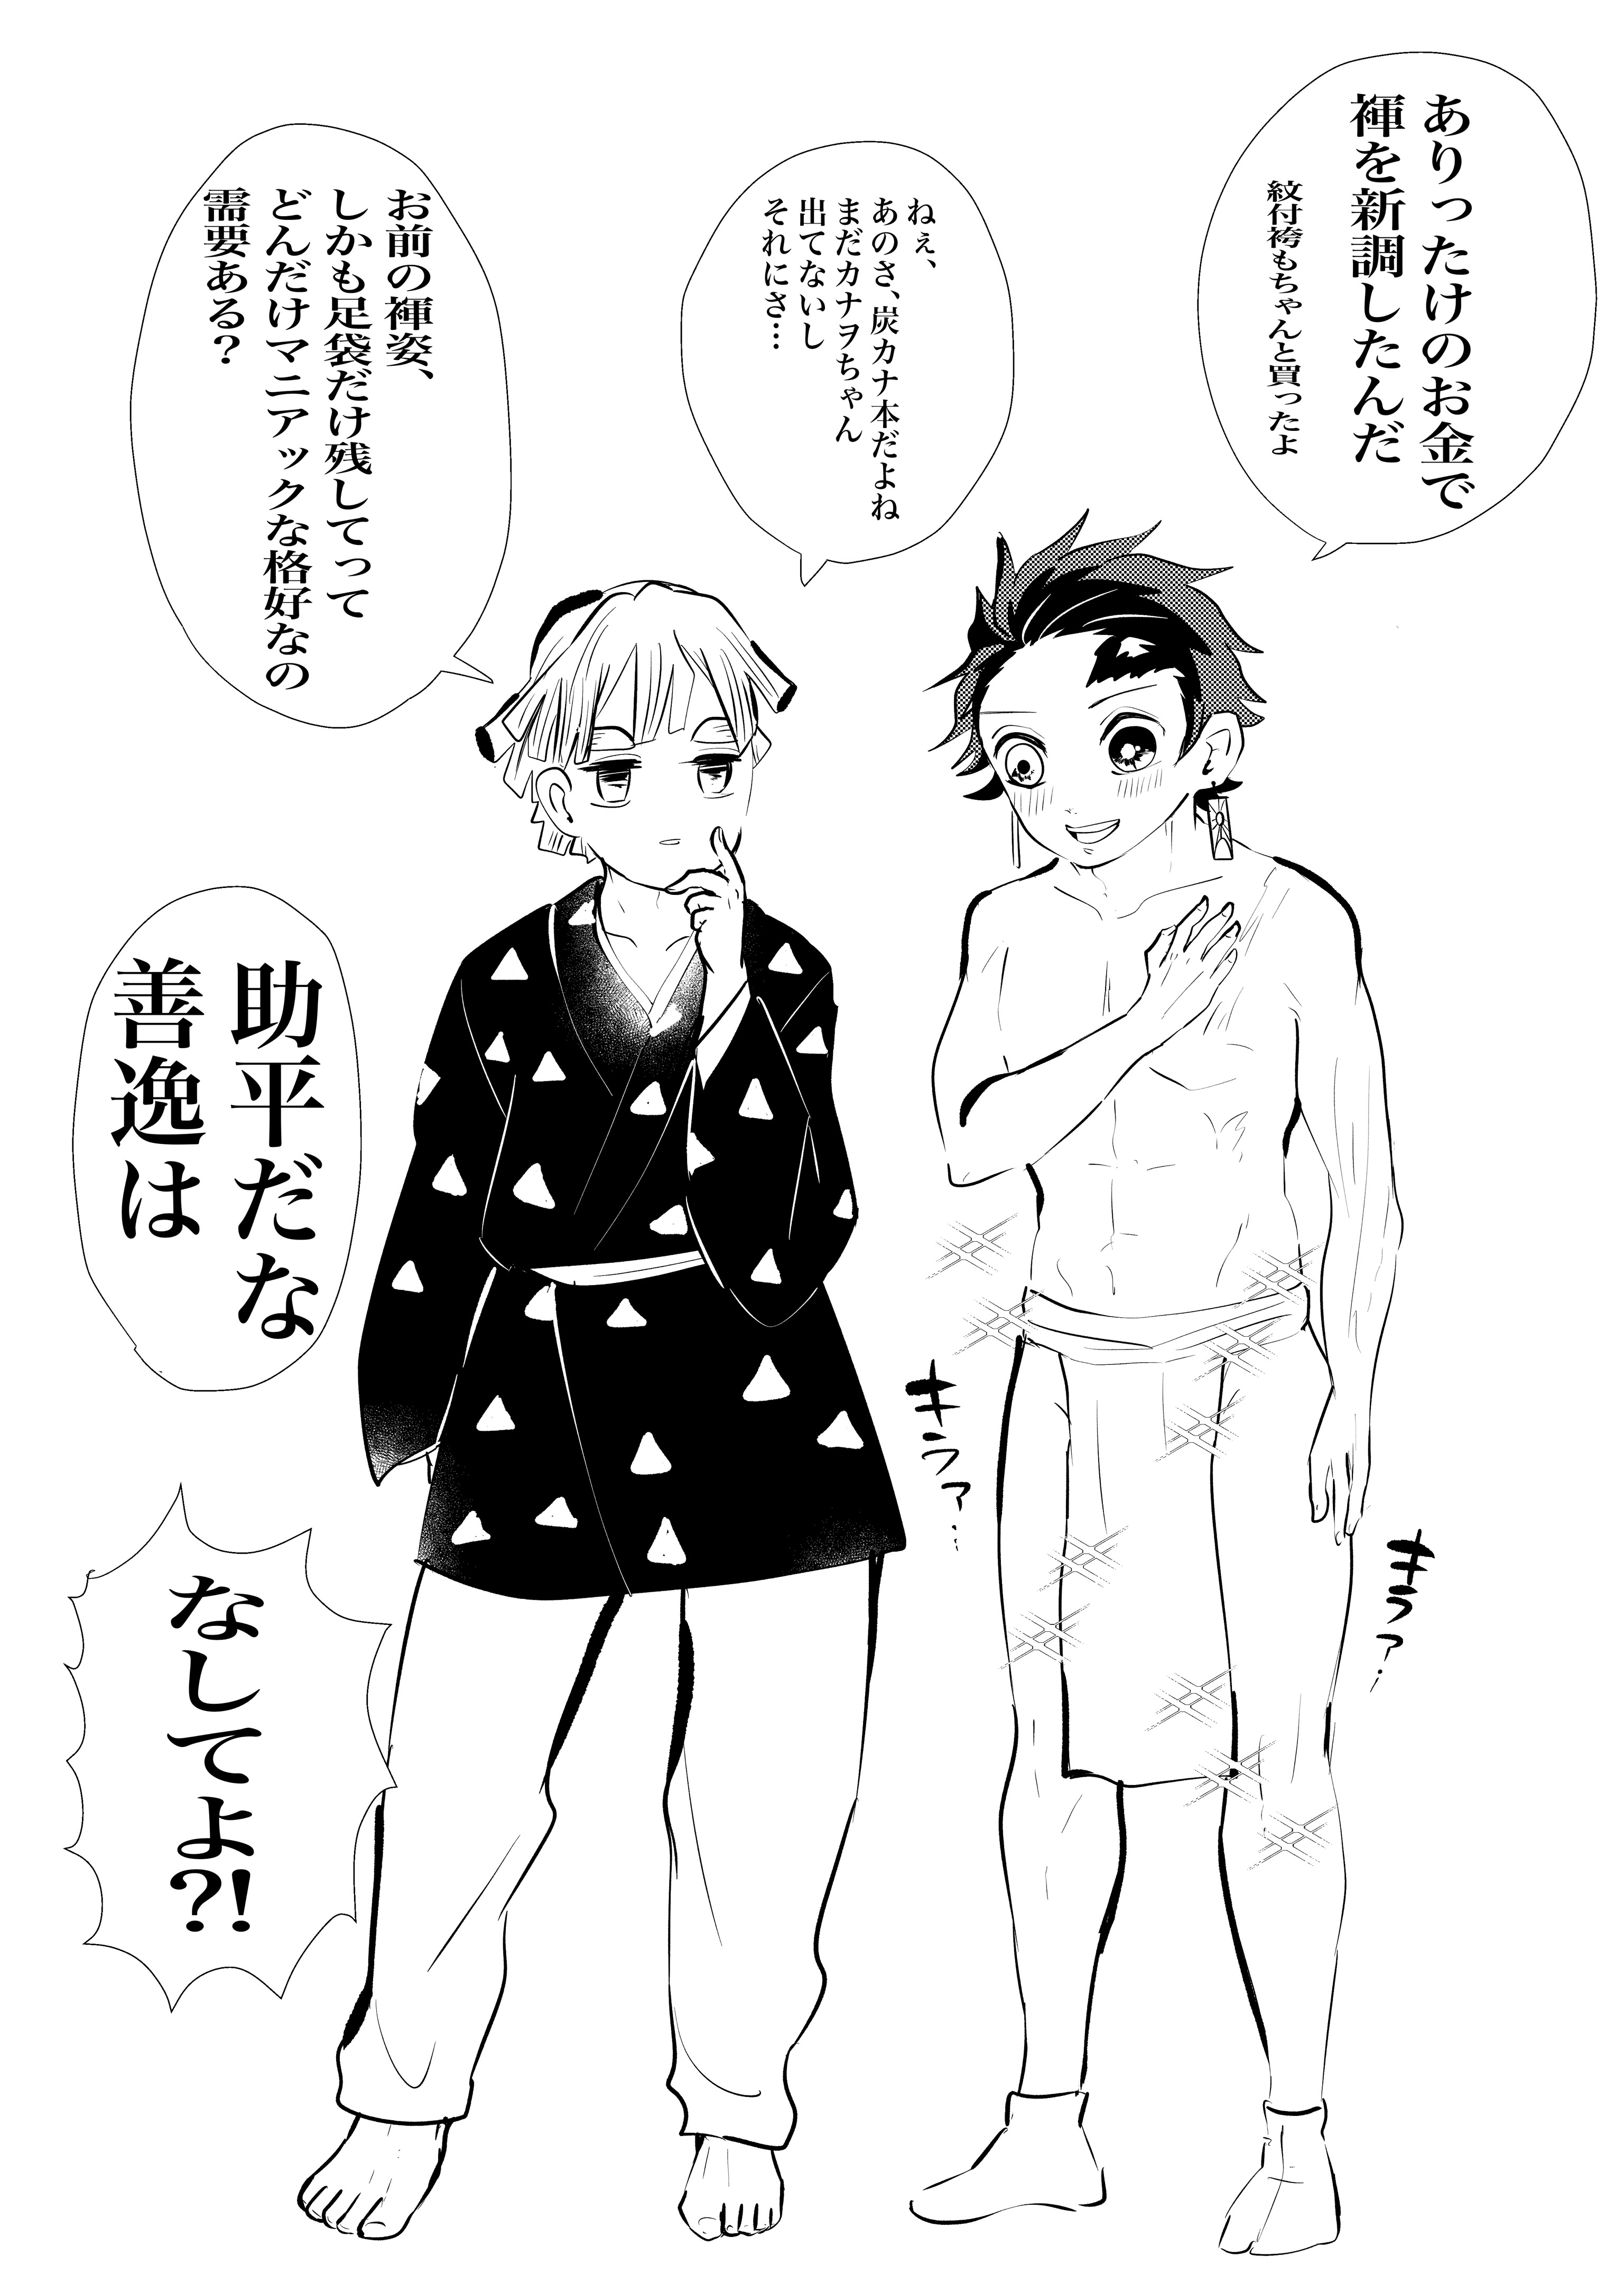 ありったけのお金で
褌を新調したんだ
紋付袴もちゃんと買ったよ
ねぇ、
あのさ、炭カナ本だよね
まだカナヲちゃん
出てないし
それにさ…
お前の褌姿、
しかも足袋だけ残してって
どんだけマニアックな格好なの
需要ある？
助平だな
善逸は
キラァ…
キラァ…
なしてよ?!